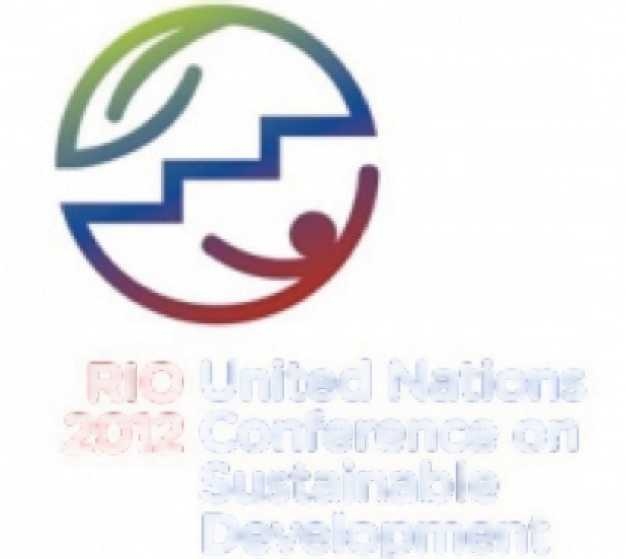 RIO United Nations
2012 Conference on
Sustainable
Development